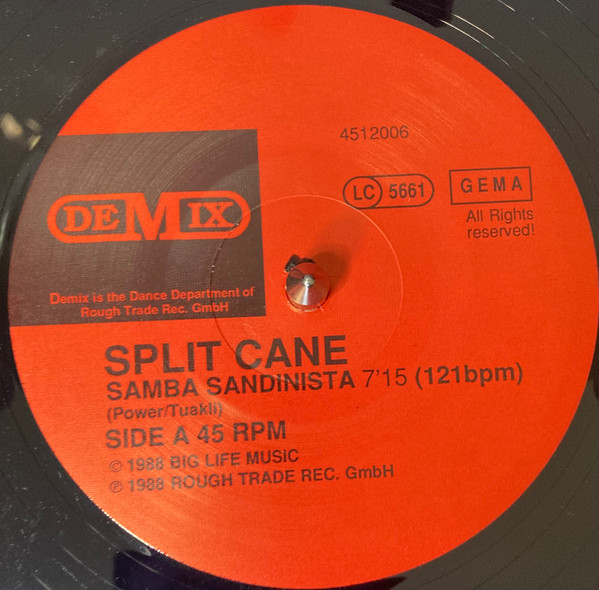 4512006
LC 5661
GEMA
All Rights
reserved!
DEMIX
Demix is the Dance Department of
Rough Trade Rec. GmbH
SPLIT CANE
SAMBA SANDINISTA 7'15 (121bpm)
(Power/Tuakli)
SIDE A 45 RPM
© 1988 BIG LIFE MUSIC
℗ 1988 ROUGH TRADE REC. GmbH